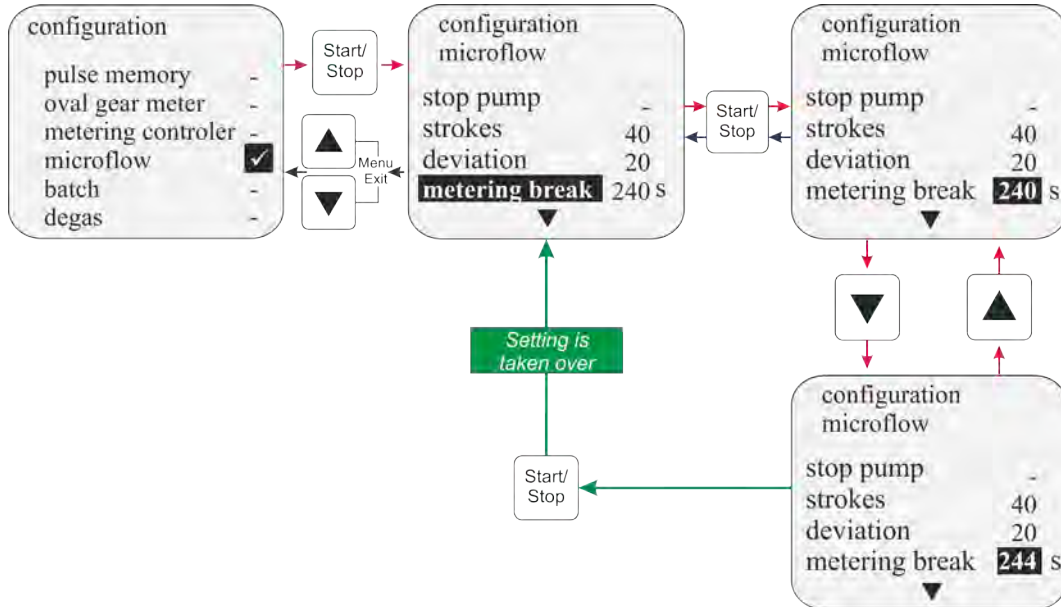 configuration
pulse memory -
oval gear meter -
metering controler -
microflow ✓
batch -
degas -
Start/
Stop
Menu
Exit
configuration
microflow
stop pump -
strokes 40
deviation 20
metering break 240 s
Start/
Stop
configuration
microflow
stop pump -
strokes 40
deviation 20
metering break 240 s
Setting is
taken over
Start/
Stop
configuration
microflow
stop pump -
strokes 40
deviation 20
metering break 244 s